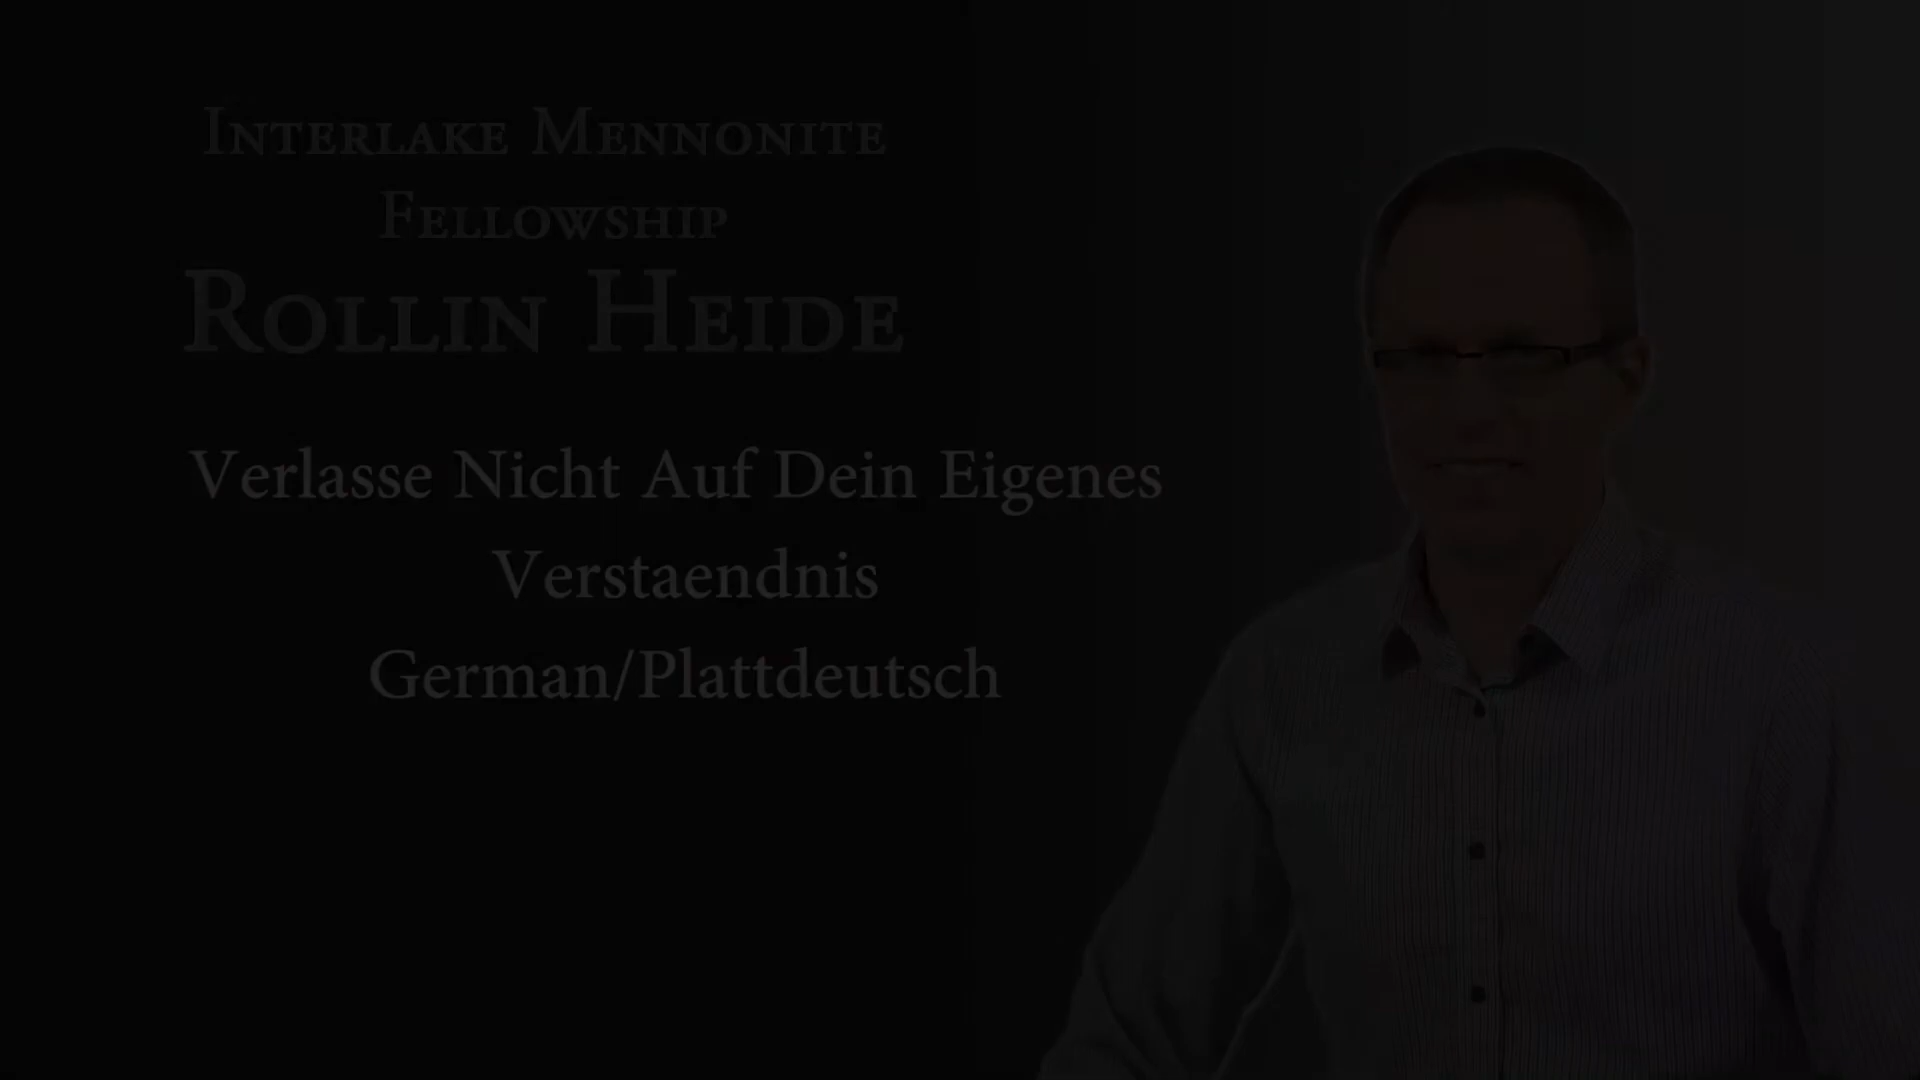 Interlake Mennonite
Fellowship
Rollin Heide
Verlasse Nicht Auf Dein Eigenes
Verstaendnis
German/Plattdeutsch